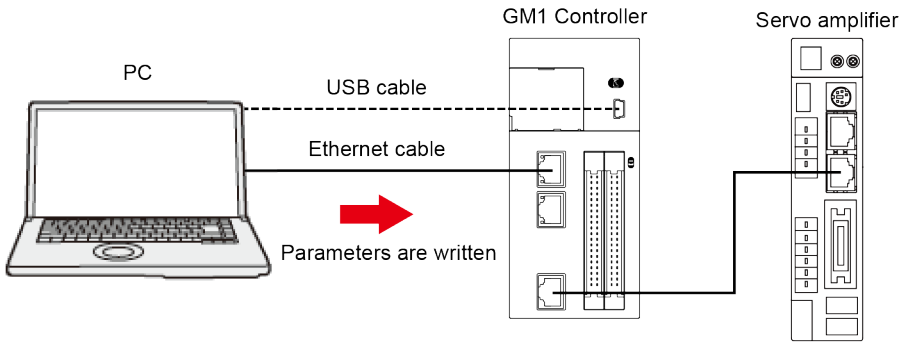 GM1 Controller
Servo amplifier
PC
USB cable
Ethernet cable
Parameters are written